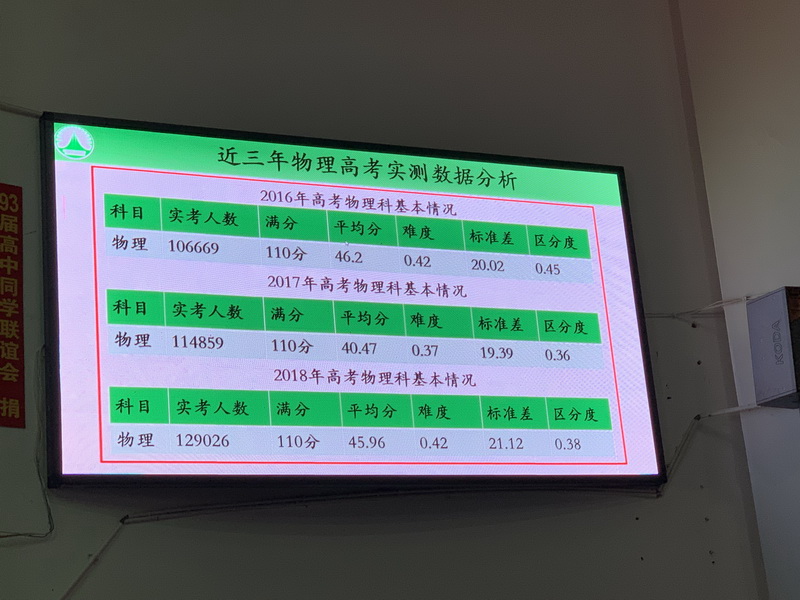 近三年物理高考实测数据分析
2016年高考物理科基本情况
科目 实考人数 满分 平均分 难度 标准差 区分度
物理 106669 110分 46.2 0.42 20.02 0.45
2017年高考物理科基本情况
科目 实考人数 满分 平均分 难度 标准差 区分度
物理 114859 110分 40.47 0.37 19.39 0.36
2018年高考物理科基本情况
科目 实考人数 满分 平均分 难度 标准差 区分度
物理 129026 110分 45.96 0.42 21.12 0.38
93届高中同学联谊会 捐